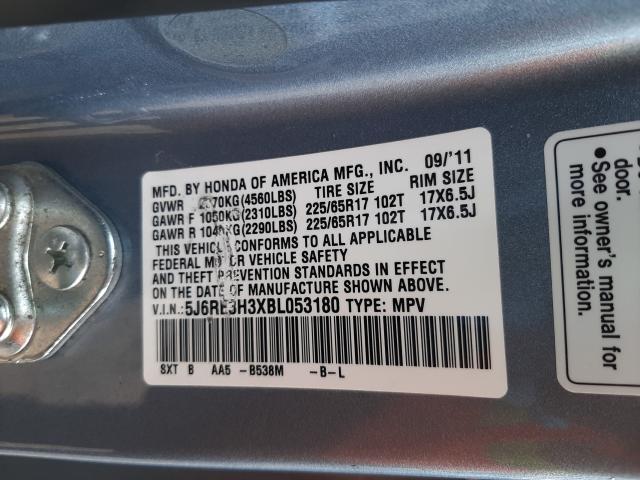 MFD. BY HONDA OF AMERICA MFG., INC. 09/'11
GVWR 2070KG(4560LBS) TIRE SIZE RIM SIZE
GAWR F 1050KG(2310LBS) 225/65R17 102T 17X6.5J
GAWR R 1040KG(2290LBS) 225/65R17 102T 17X6.5J
THIS VEHICLE CONFORMS TO ALL APPLICABLE
FEDERAL MOTOR VEHICLE SAFETY
AND THEFT PREVENTION STANDARDS IN EFFECT
ON THE DATE OF MANUFACTURE SHOWN ABOVE.
V.I.N.:5J6RE3H3XBL053180 TYPE: MPV
SXT B AA5 -B538M -B-L
door.
• See owner's
manual for
more information.